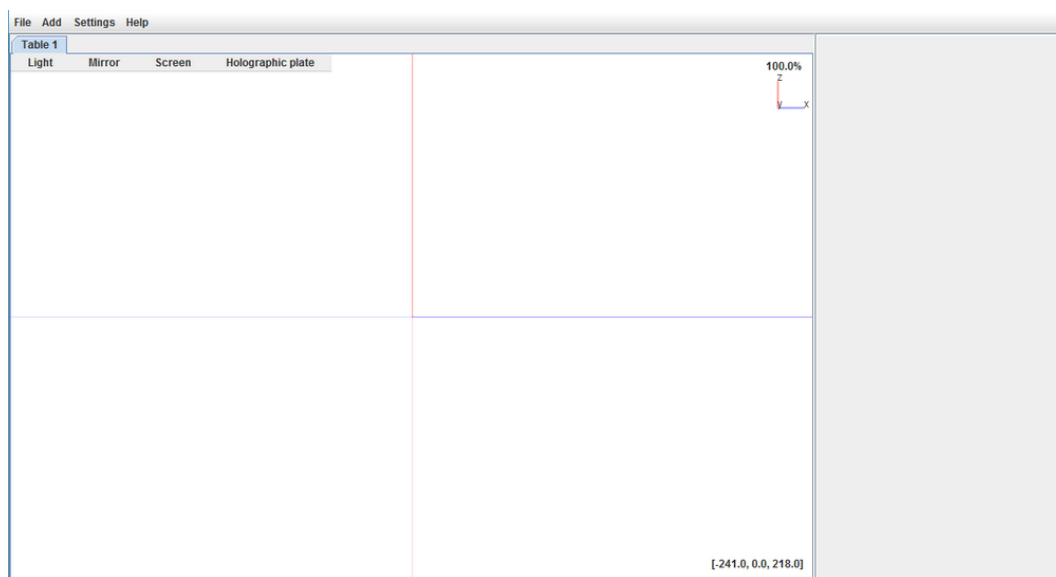 File Add Settings Help
Table 1
Light Mirror Screen Holographic plate
100.0%
z
y x
[-241.0, 0.0, 218.0]